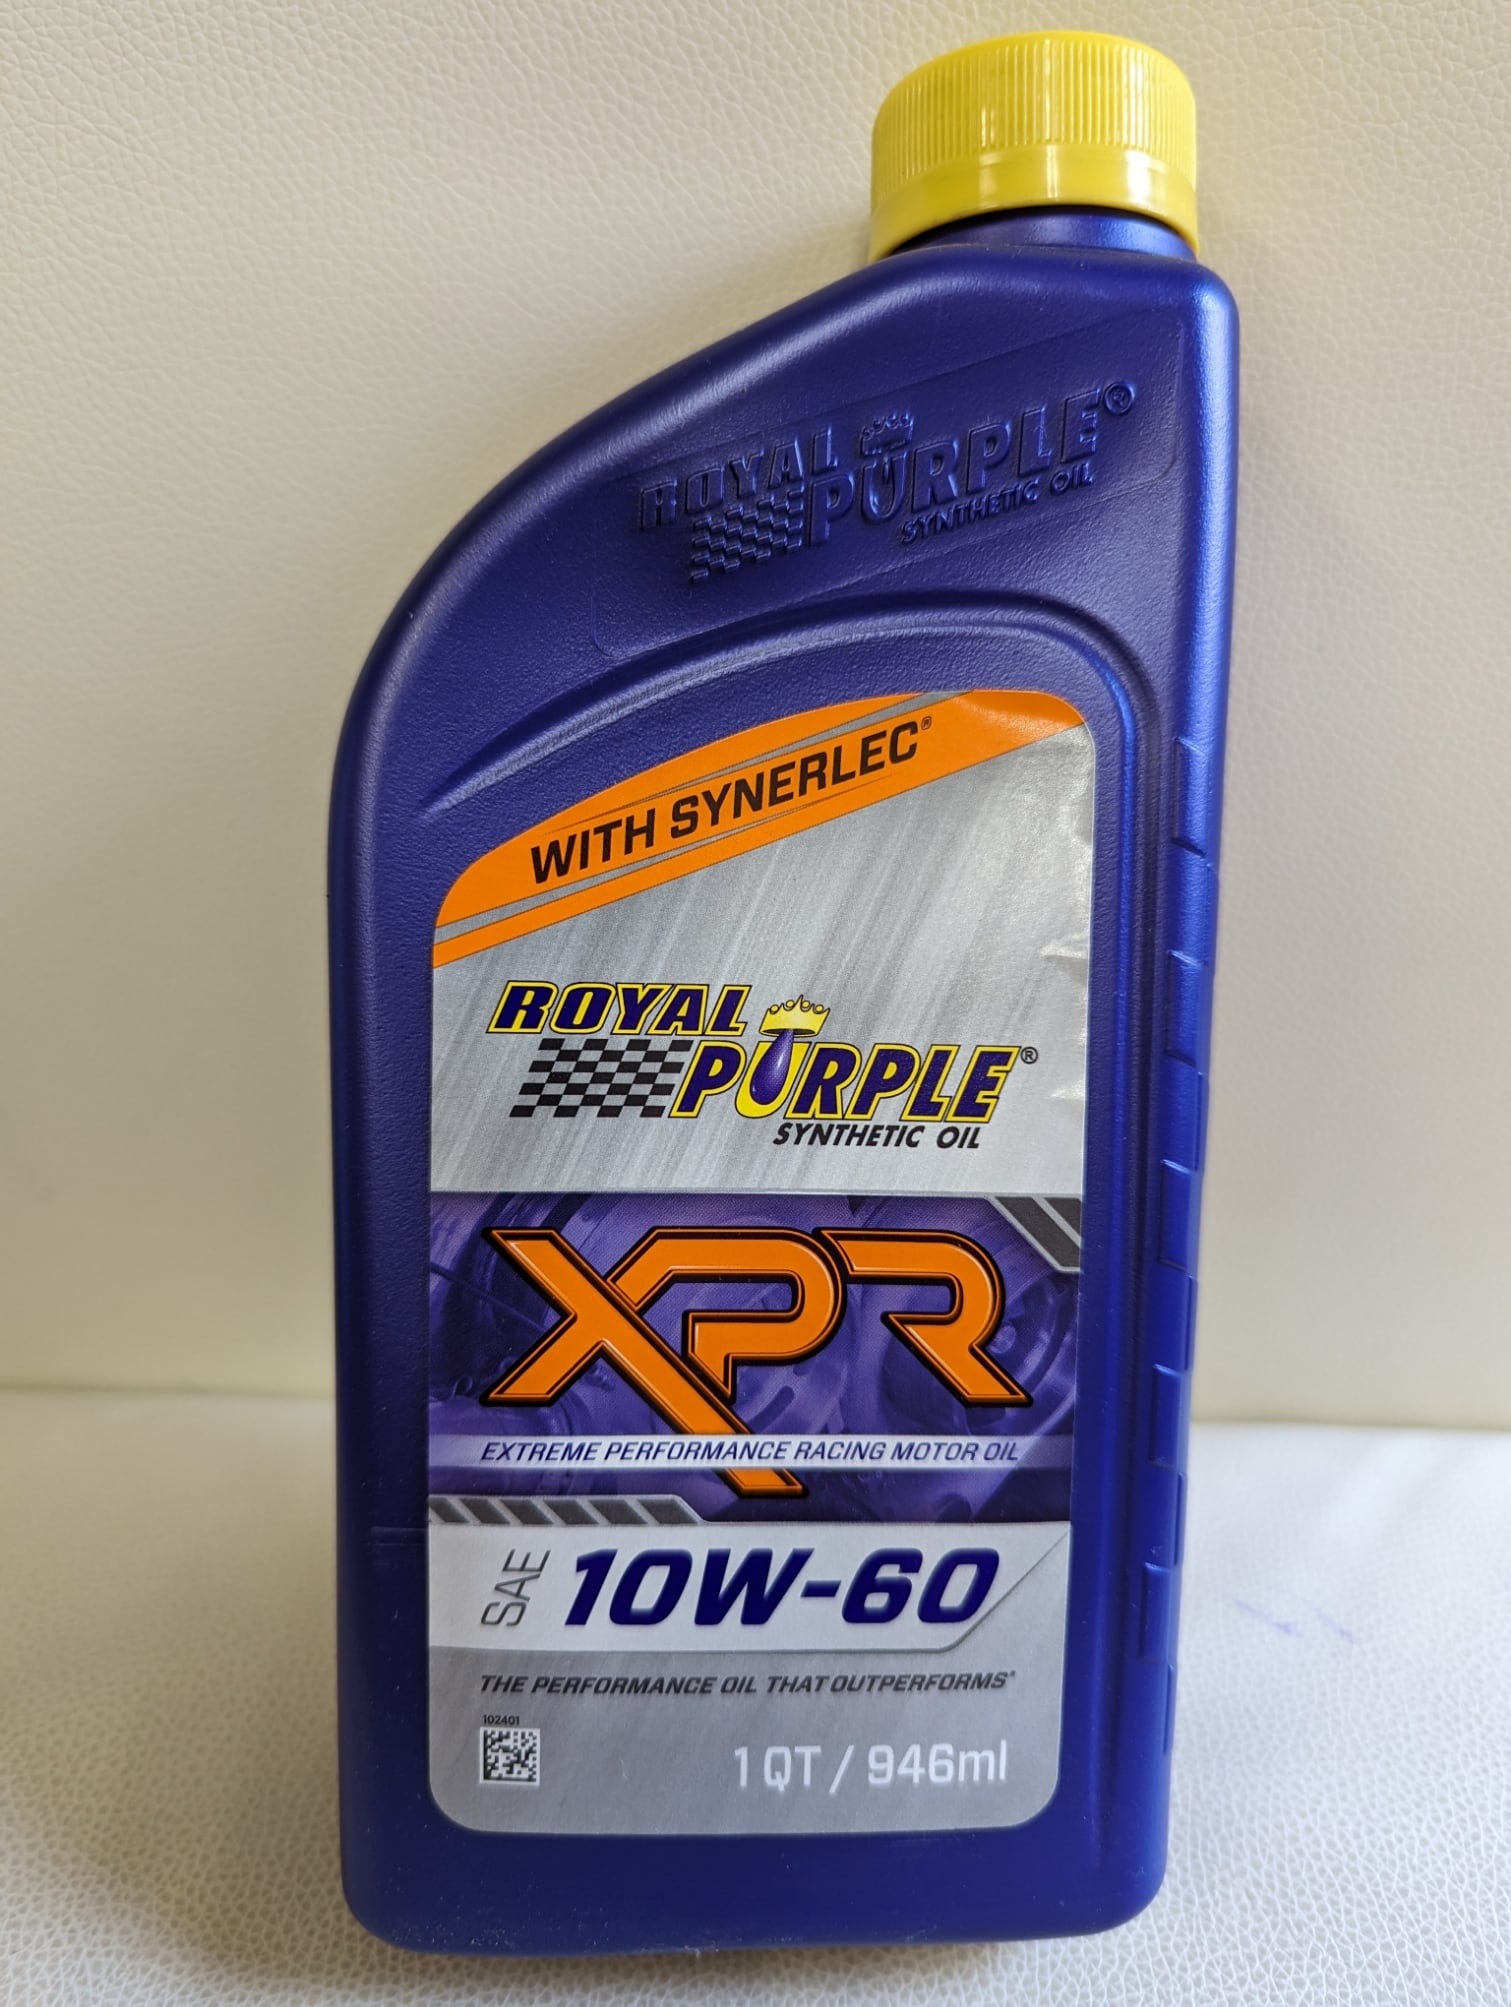 ROYAL
PURPLE®
SYNTHETIC OIL
WITH SYNERLEC®
ROYAL
PURPLE®
SYNTHETIC OIL
XPR
EXTREME PERFORMANCE RACING MOTOR OIL
SAE 10W-60
THE PERFORMANCE OIL THAT OUTPERFORMS*
102401
1 QT / 946ml